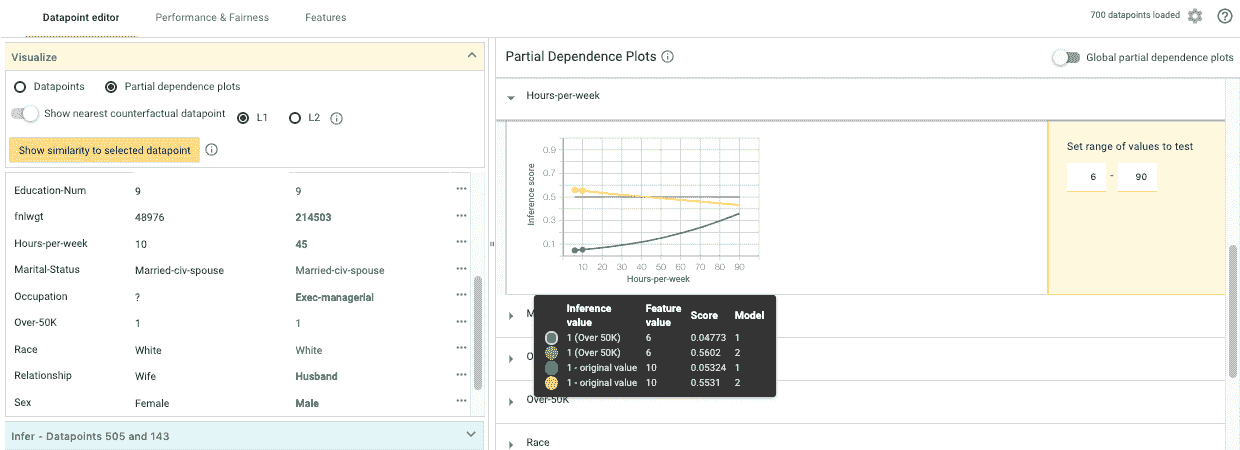 Datapoint editor Performance & Fairness Features 700 datapoints loaded
Visualize
Datapoints Partial dependence plots
Show nearest counterfactual datapoint L1 L2
Show similarity to selected datapoint
Education-Num 9 9
fnlwgt 48976 214503
Hours-per-week 10 45
Marital-Status Married-civ-spouse Married-civ-spouse
Occupation ? Exec-managerial
Over-50K 1 1
Race White White
Relationship Wife Husband
Sex Female Male
Infer - Datapoints 505 and 143
Partial Dependence Plots Global partial dependence plots
Hours-per-week
Inference score
0.9
0.7
0.5
0.3
0.1
10 20 30 40 50 60 70 80 90
Hours-per-week
Set range of values to test
6 - 90
Inference value Feature value Score Model
1 (Over 50K) 6 0.04773 1
1 (Over 50K) 6 0.5602 2
1 - original value 10 0.05324 1
1 - original value 10 0.5531 2
M
O
Over-50K
Race